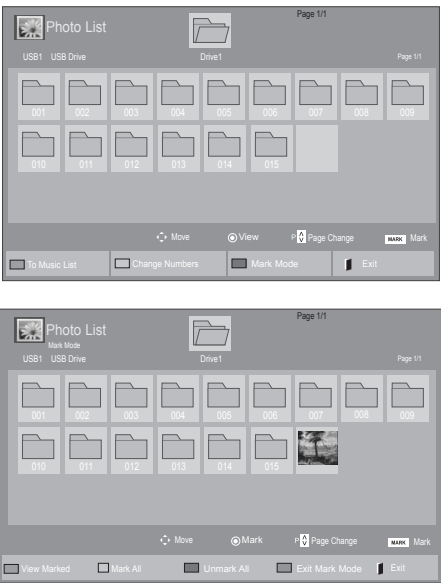 Page 1/1
Photo List
USB1 USB Drive Drive1 Page 1/1
001 002 003 004 005 006 007 008 009
010 011 012 013 014 015
Move View P Page Change MARK Mark
To Music List Change Numbers Mark Mode Exit
Page 1/1
Photo List
Mark Mode
USB1 USB Drive Drive1 Page 1/1
001 002 003 004 005 006 007 008 009
010 011 012 013 014 015
Move Mark P Page Change MARK Mark
View Marked Mark All Unmark All Exit Mark Mode Exit